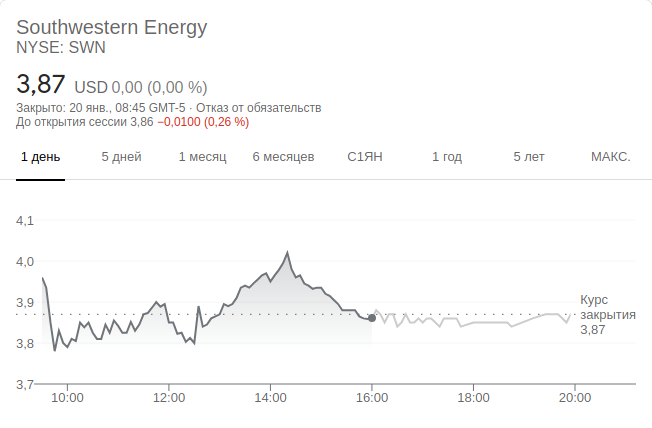 Southwestern Energy
NYSE: SWN
3,87 USD 0,00 (0,00 %)
Закрыто: 20 янв., 08:45 GMT-5 · Отказ от обязательств
До открытия сессии 3,86 −0,0100 (0,26 %)
1 день 5 дней 1 месяц 6 месяцев С1ЯН 1 год 5 лет МАКС.
4,1
4,0
3,9
3,8
3,7
Курс
закрытия
3,87
10:00 12:00 14:00 16:00 18:00 20:00